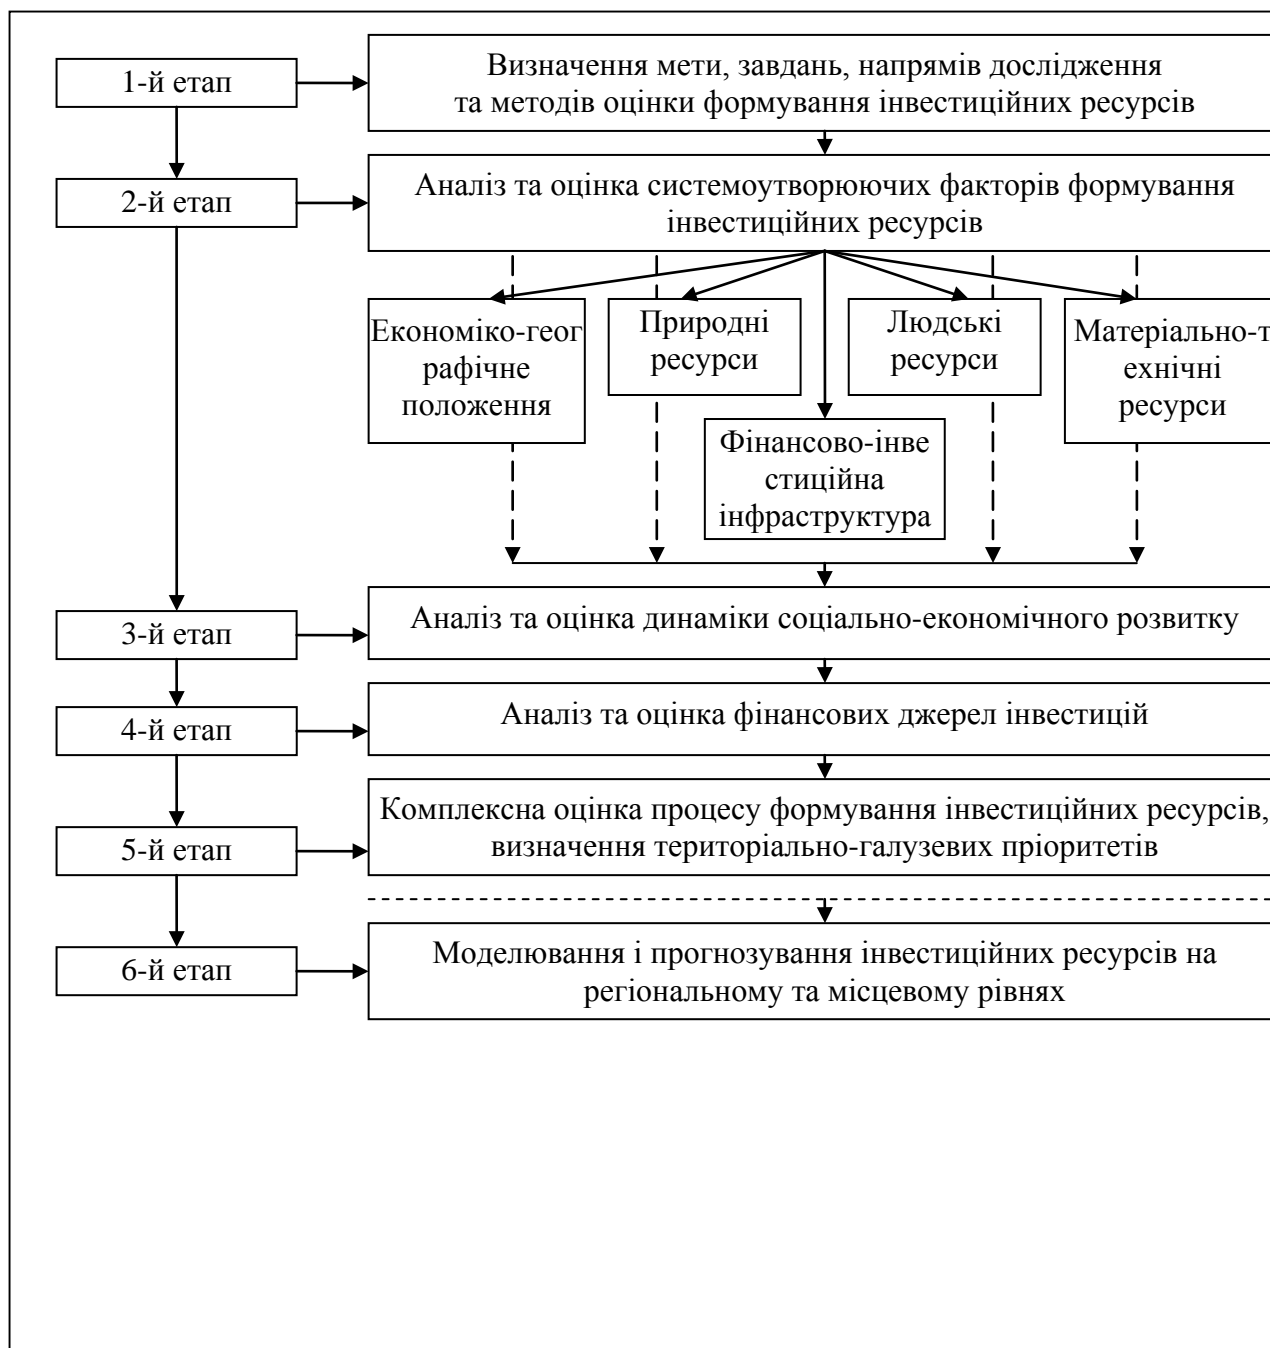 1-й етап
Визначення мети, завдань, напрямів дослідження
та методів оцінки формування інвестиційних ресурсів
2-й етап
Аналіз та оцінка системоутворюючих факторів формування
інвестиційних ресурсів
Економіко-геог
рафічне
положення
Природні
ресурси
Людські
ресурси
Матеріально-т
ехнічні
ресурси
Фінансово-інве
стиційна
інфраструктура
3-й етап
Аналіз та оцінка динаміки соціально-економічного розвитку
4-й етап
Аналіз та оцінка фінансових джерел інвестицій
5-й етап
Комплексна оцінка процесу формування інвестиційних ресурсів,
визначення територіально-галузевих пріоритетів
6-й етап
Моделювання і прогнозування інвестиційних ресурсів на
регіональному та місцевому рівнях